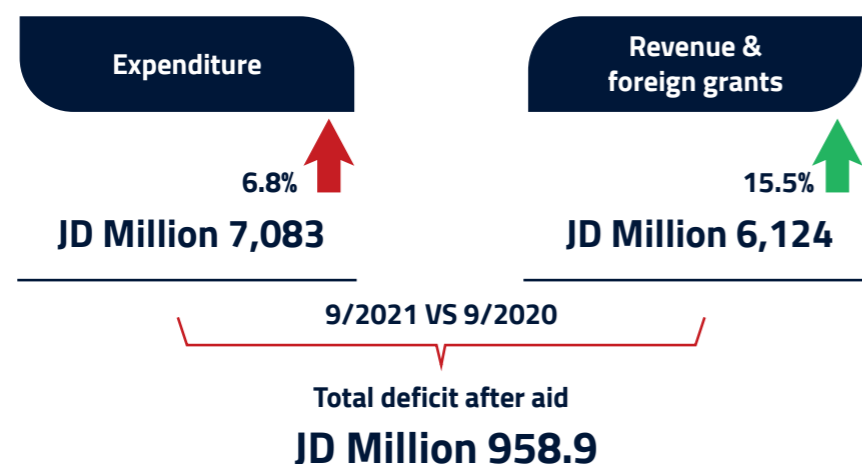 Expenditure
Revenue &
foreign grants
6.8%
15.5%
JD Million 7,083
JD Million 6,124
9/2021 VS 9/2020
Total deficit after aid
JD Million 958.9